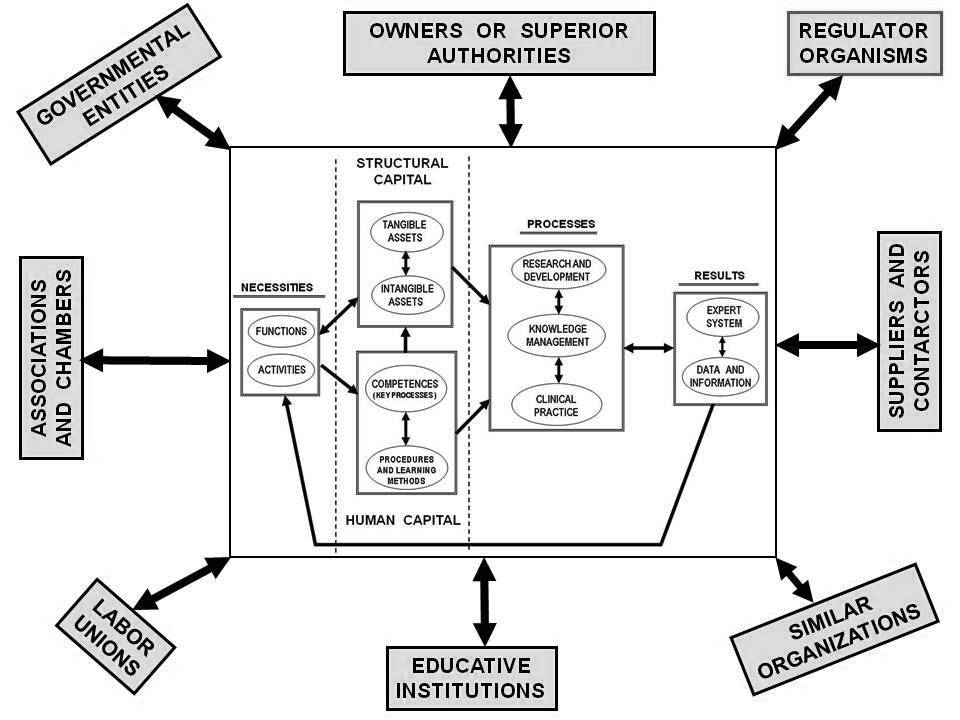 GOVERNMENTAL
ENTITIES
OWNERS OR SUPERIOR
AUTHORITIES
REGULATOR
ORGANISMS
ASSOCIATIONS
AND CHAMBERS
STRUCTURAL
CAPITAL
NECESSITIES
FUNCTIONS
ACTIVITIES
TANGIBLE
ASSETS
INTANGIBLE
ASSETS
COMPETENCES
(KEY PROCESSES)
PROCEDURES
AND LEARNING
METHODS
HUMAN CAPITAL
PROCESSES
RESEARCH AND
DEVELOPMENT
KNOWLEDGE
MANAGEMENT
CLINICAL
PRACTICE
RESULTS
EXPERT
SYSTEM
DATA AND
INFORMATION
SUPPLIERS AND
CONTARCTORS
LABOR
UNIONS
EDUCATIVE
INSTITUTIONS
SIMILAR
ORGANIZATIONS